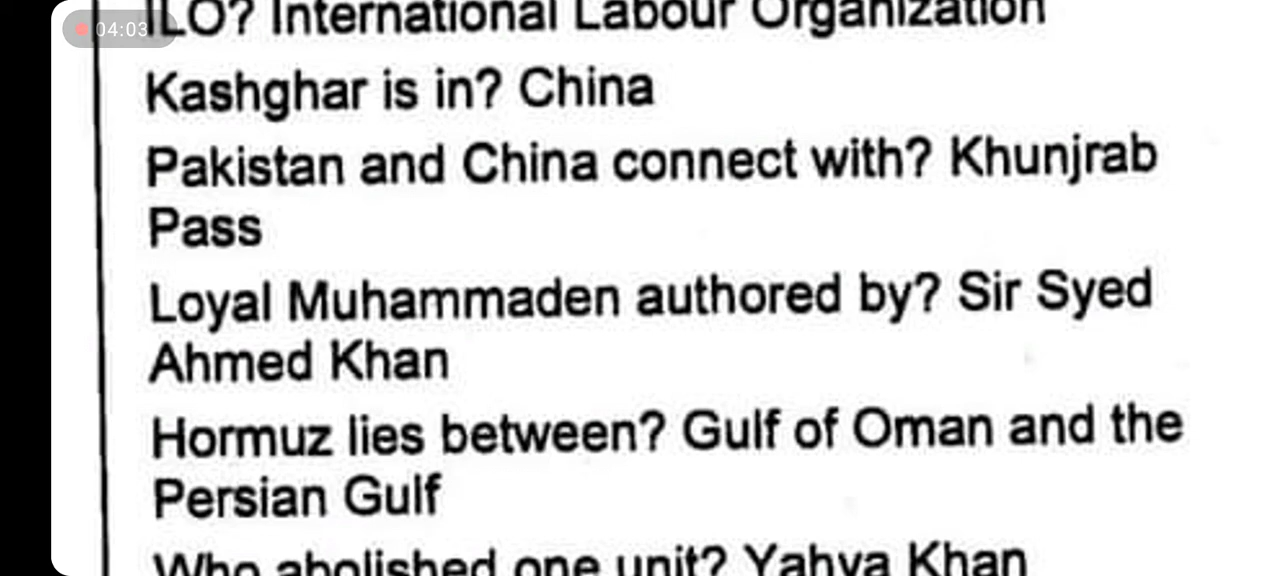 04:03
ILO? International Labour Organization
Kashghar is in? China
Pakistan and China connect with? Khunjrab
Pass
Loyal Muhammaden authored by? Sir Syed
Ahmed Khan
Hormuz lies between? Gulf of Oman and the
Persian Gulf
Who abolished one unit? Yahya Khan